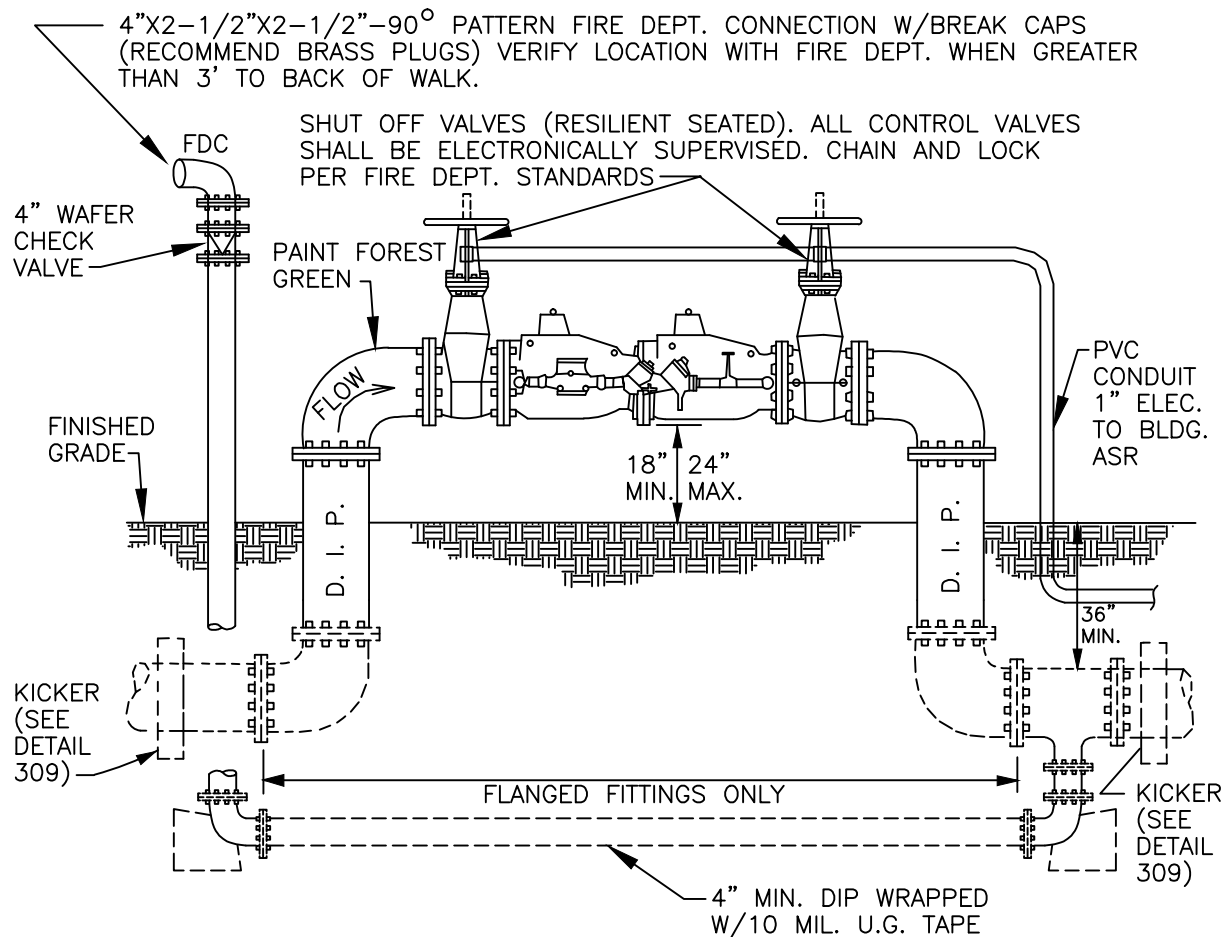 4”X2-1/2”X2-1/2”-90° PATTERN FIRE DEPT. CONNECTION W/BREAK CAPS
(RECOMMEND BRASS PLUGS) VERIFY LOCATION WITH FIRE DEPT. WHEN GREATER
THAN 3' TO BACK OF WALK.
SHUT OFF VALVES (RESILIENT SEATED). ALL CONTROL VALVES
SHALL BE ELECTRONICALLY SUPERVISED. CHAIN AND LOCK
PER FIRE DEPT. STANDARDS
FDC
4” WAFER
CHECK
VALVE
PAINT FOREST
GREEN
FLOW
PVC
CONDUIT
1” ELEC.
TO BLDG.
ASR
FINISHED
GRADE
18”
MIN.
24”
MAX.
D. I. P.
D. I. P.
36”
MIN.
KICKER
(SEE
DETAIL
309)
FLANGED FITTINGS ONLY
KICKER
(SEE
DETAIL
309)
4” MIN. DIP WRAPPED
W/10 MIL. U.G. TAPE